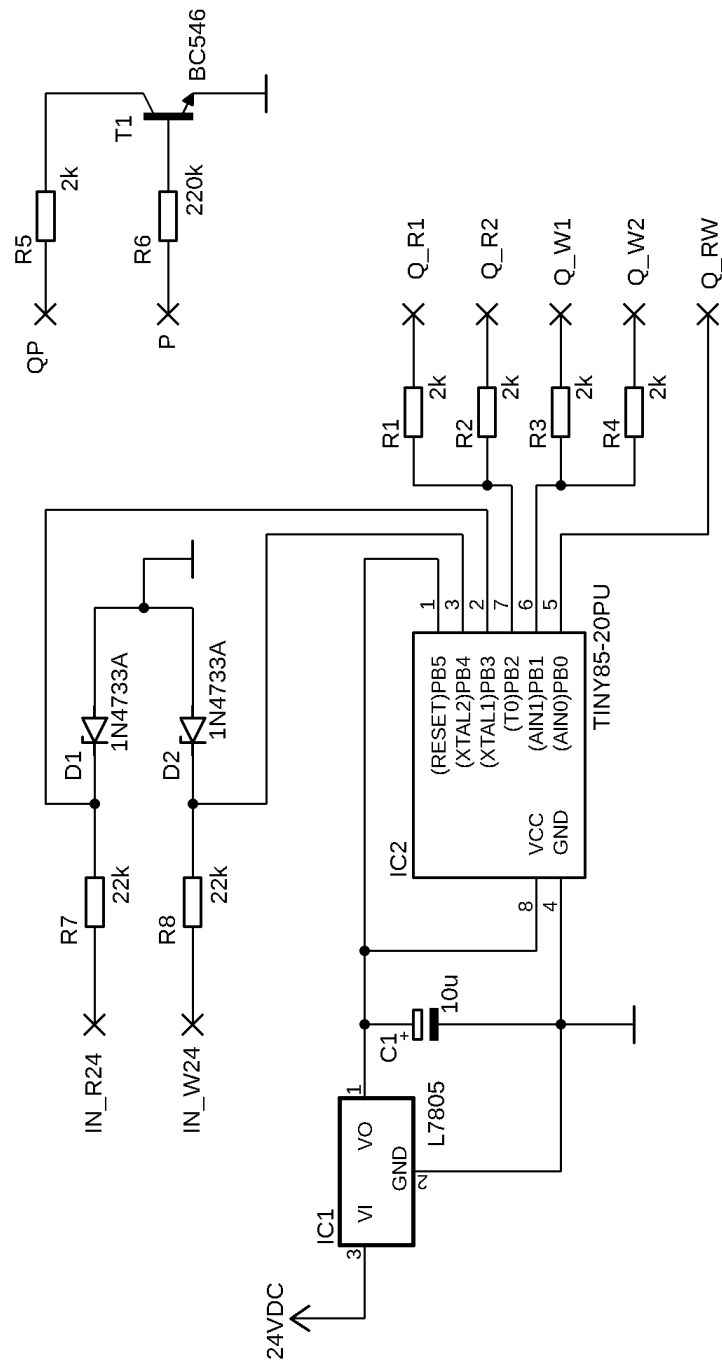 BC546
T1
2k
R5
220k
R6
QP
P
Q_R1
Q_R2
Q_W1
Q_W2
Q_RW
2k
2k
2k
2k
R1
R2
R3
R4
1
3
2
7
6
5
(RESET)PB5
(XTAL2)PB4
(XTAL1)PB3
(T0)PB2
(AIN1)PB1
(AIN0)PB0
TINY85-20PU
1N4733A
1N4733A
D1
D2
VCC
GND
IC2
22k
22k
R7
R8
8
4
10u
C1
+
IN_R24
IN_W24
1
VO
L7805
GND
2
VI
IC1
3
24VDC